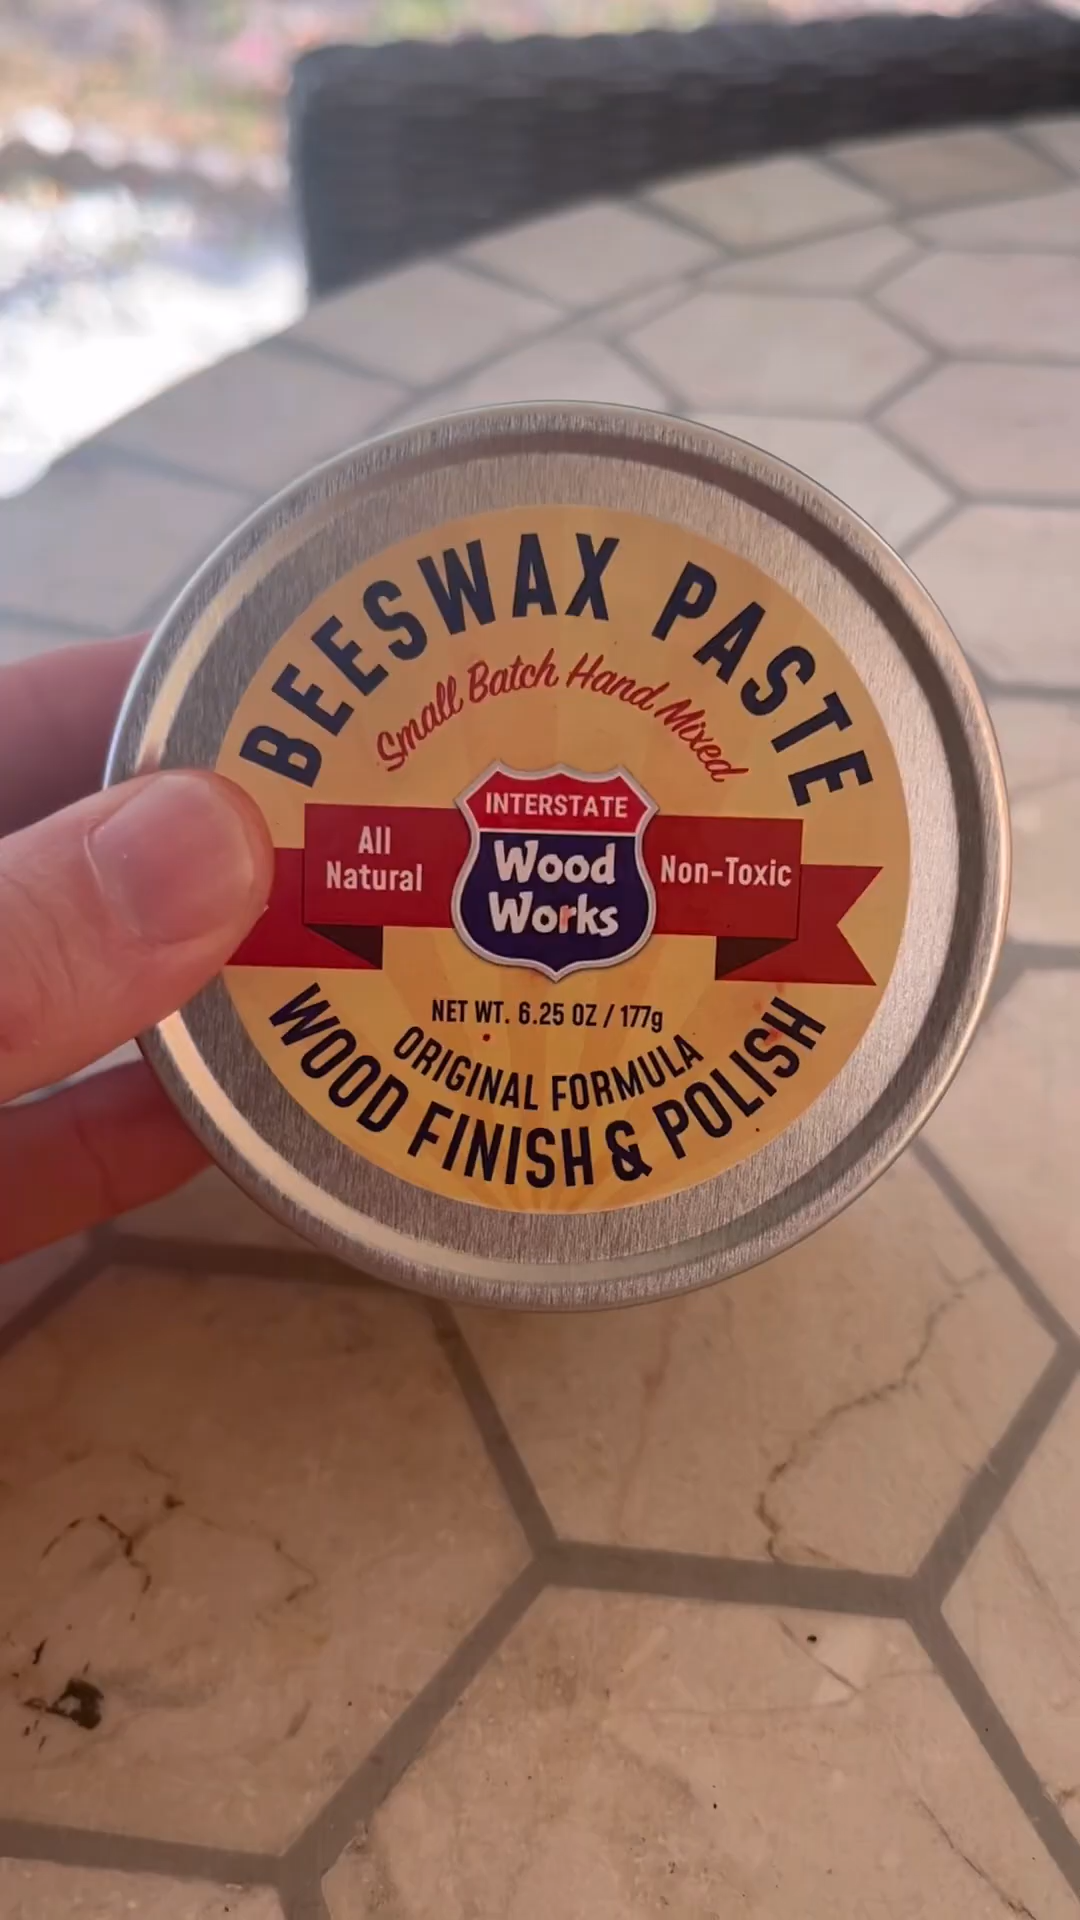 BEESWAX PASTE
Small Batch Hand Mixed
INTERSTATE
Wood
Works
All
Natural
Non-Toxic
NET WT. 6.25 OZ / 177g
ORIGINAL FORMULA
WOOD FINISH & POLISH